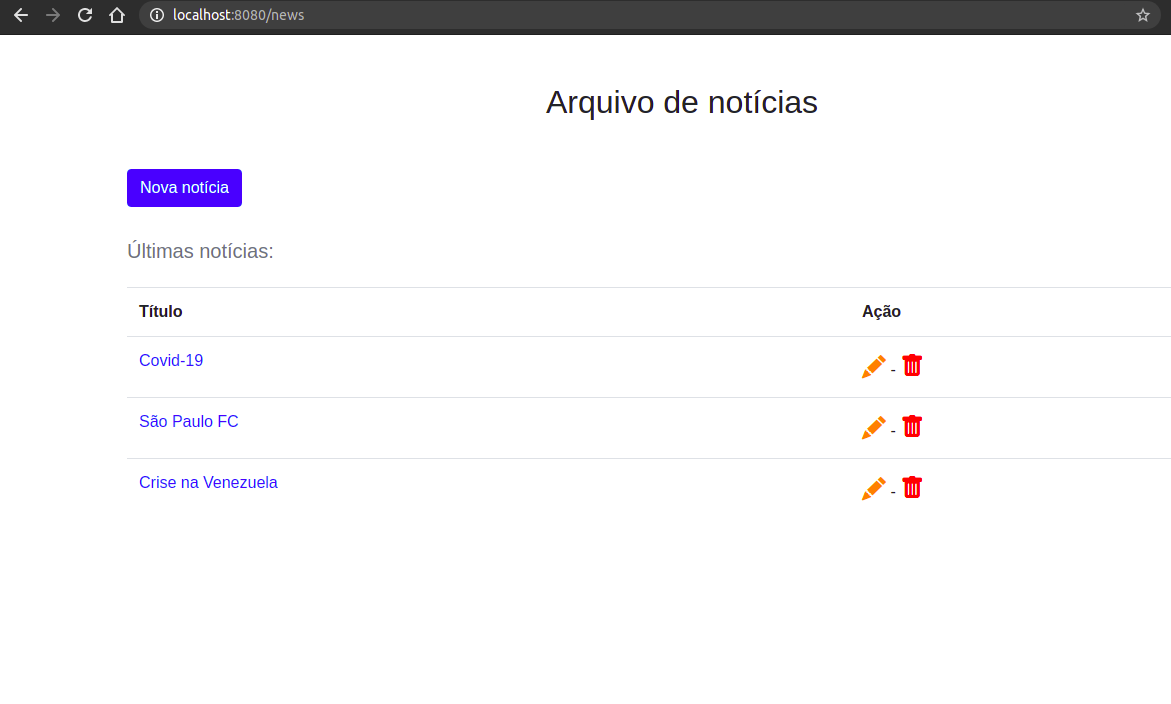 localhost:8080/news
Arquivo de notícias
Nova notícia
Últimas notícias:
Título Ação
Covid-19 -
São Paulo FC -
Crise na Venezuela -